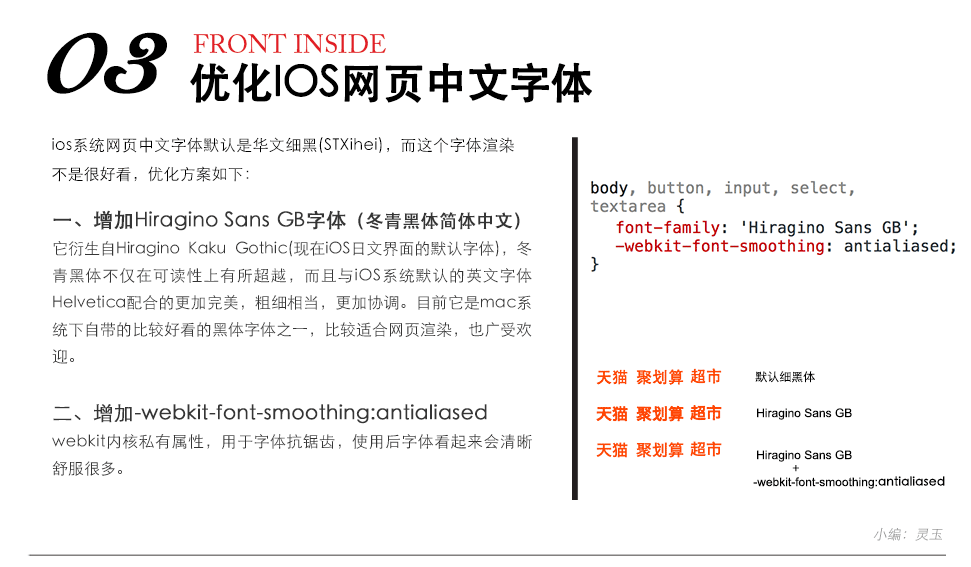 03
FRONT INSIDE
优化IOS网页中文字体
ios系统网页中文字体默认是华文细黑(STXihei)，而这个字体渲染
不是很好看，优化方案如下：
一、增加Hiragino Sans GB字体（冬青黑体简体中文）
它衍生自Hiragino Kaku Gothic(现在iOS日文界面的默认字体)，冬
青黑体不仅在可读性上有所超越，而且与iOS系统默认的英文字体
Helvetica配合的更加完美，粗细相当，更加协调。目前它是mac系
统下自带的比较好看的黑体字体之一，比较适合网页渲染，也广受欢
迎。
二、增加-webkit-font-smoothing:antialiased
webkit内核私有属性，用于字体抗锯齿，使用后字体看起来会清晰
舒服很多。
body, button, input, select,
textarea {
font-family: 'Hiragino Sans GB';
-webkit-font-smoothing: antialiased;
}
天猫 聚划算 超市 默认细黑体
天猫 聚划算 超市 Hiragino Sans GB
天猫 聚划算 超市 Hiragino Sans GB
+
-webkit-font-smoothing:antialiased
小编：灵玉